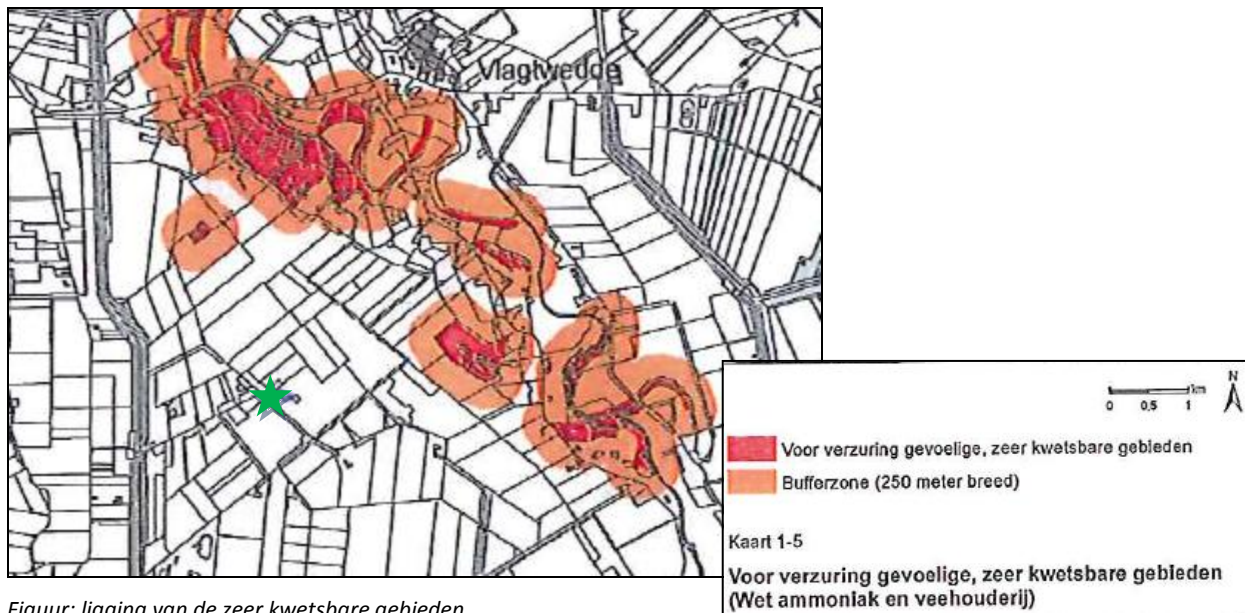 Vlagtwedde
N
km
0 0,5 1
Voor verzuring gevoelige, zeer kwetsbare gebieden
Bufferzone (250 meter breed)
Kaart 1-5
Voor verzuring gevoelige, zeer kwetsbare gebieden
(Wet ammoniak en veehouderij)
Figuur: ligging van de zeer kwetsbare gebieden